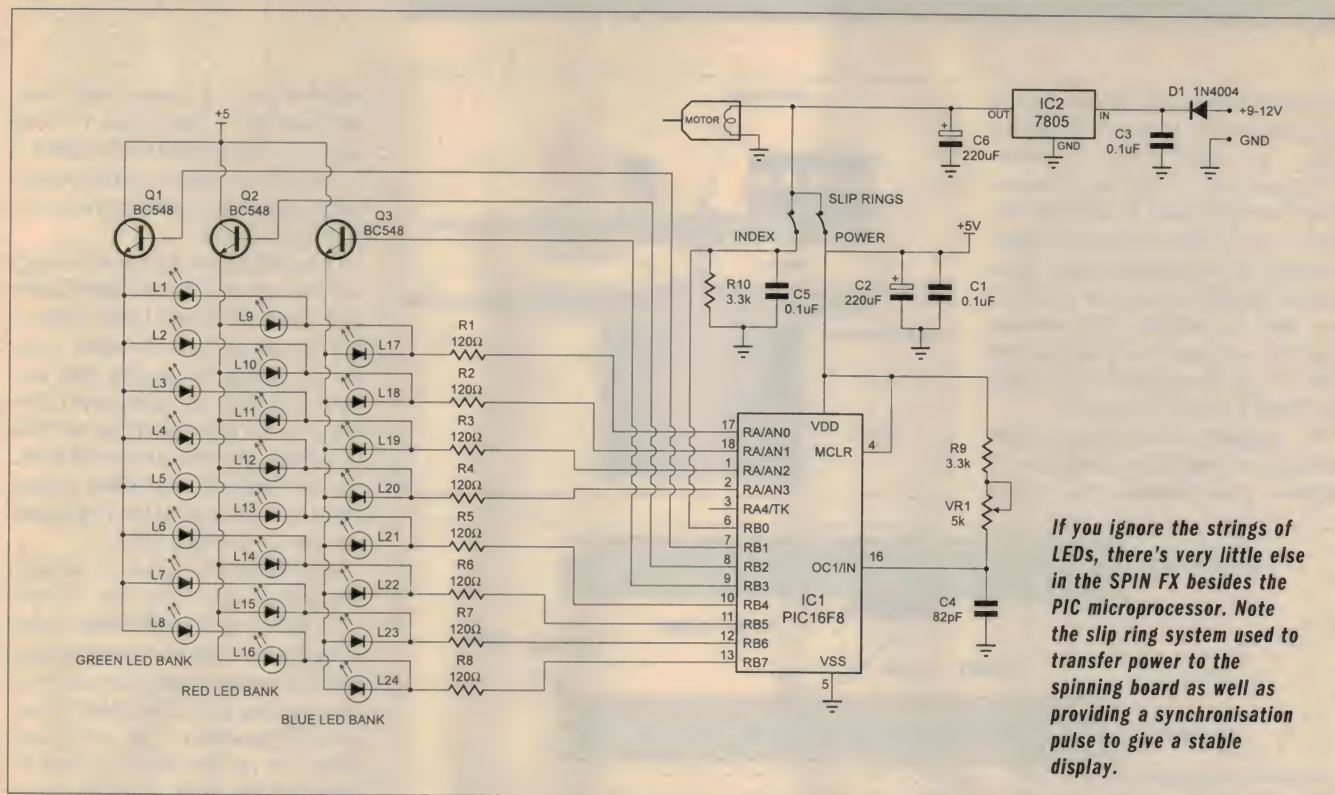 D1 1N4004
+9-12V
GND
IC2
7805
OUT
IN
GND
C3
0.1uF
C6
220uF
MOTOR
+5
SLIP RINGS
INDEX
POWER
+5V
R10
3.3k
C5
0.1uF
C2
220uF
C1
0.1uF
Q1
BC548
Q2
BC548
Q3
BC548
L1
L2
L3
L4
L5
L6
L7
L8
GREEN LED BANK
L9
L10
L11
L12
L13
L14
L15
L16
RED LED BANK
L17
L18
L19
L20
L21
L22
L23
L24
BLUE LED BANK
R1
120Ω
R2
120Ω
R3
120Ω
R4
120Ω
R5
120Ω
R6
120Ω
R7
120Ω
R8
120Ω
17 RA/AN0
18 RA/AN1
1 RA/AN2
2 RA/AN3
3 RA4/TK
6 RB0
7 RB1
8 RB2
9 RB3
10 RB4
11 RB5
12 RB6
13 RB7
VDD
MCLR 4
OC1/IN 16
IC1
PIC16F8
VSS
5
R9
3.3k
VR1
5k
C4
82pF
If you ignore the strings of
LEDs, there's very little else
in the SPIN FX besides the
PIC microprocessor. Note
the slip ring system used to
transfer power to the
spinning board as well as
providing a synchronisation
pulse to give a stable
display.